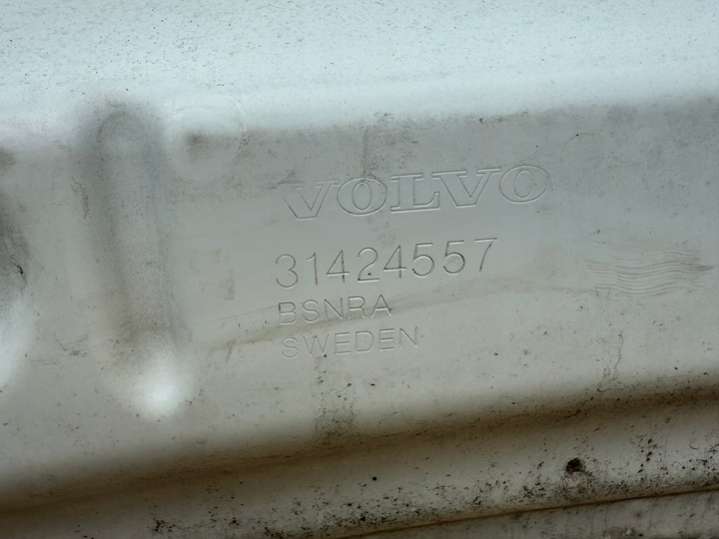 VOLVO
31424557
BSNRA
SWEDEN